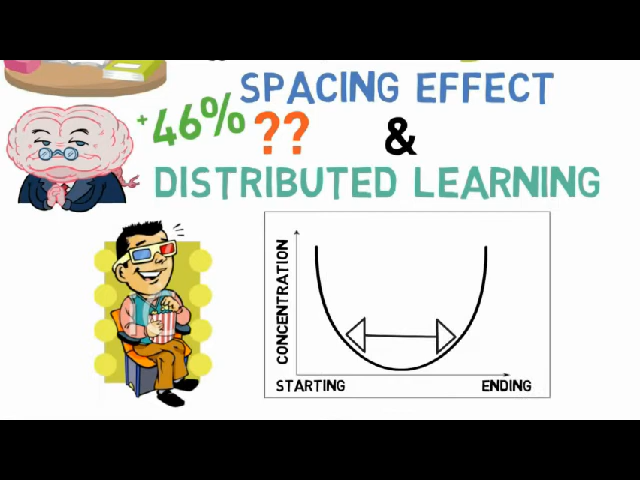 SPACING EFFECT
+46% ?? &
DISTRIBUTED LEARNING
CONCENTRATION
STARTING ENDING